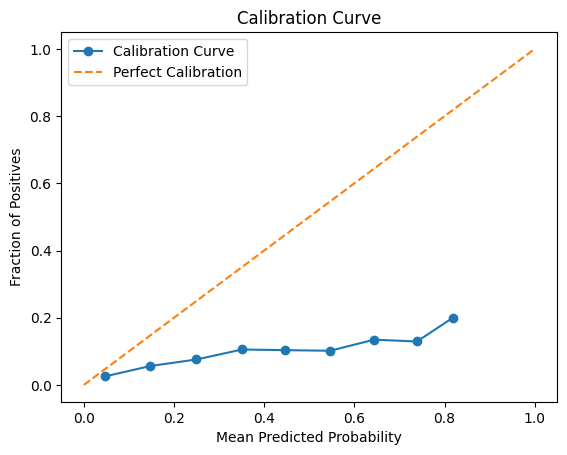 Calibration Curve
Calibration Curve
Perfect Calibration
1.0
0.8
0.6
0.4
0.2
0.0
Fraction of Positives
0.0 0.2 0.4 0.6 0.8 1.0
Mean Predicted Probability